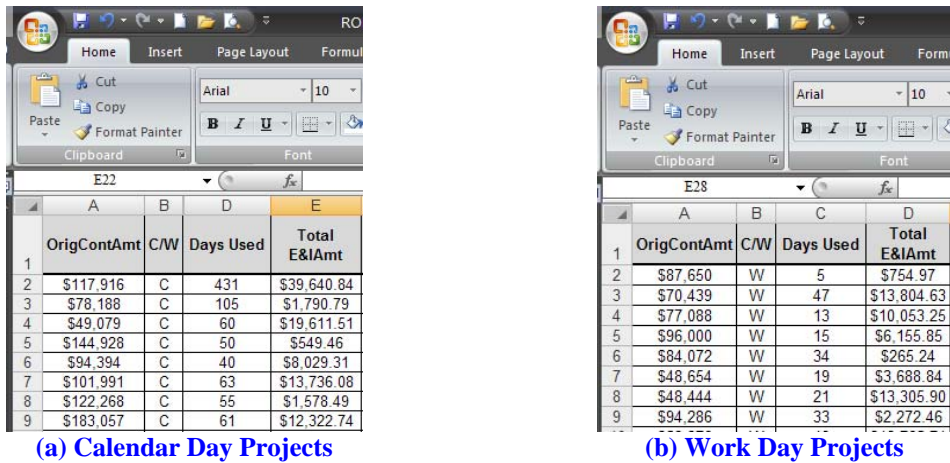 RO
Home Insert Page Layout Formul
Cut
Copy
Format Painter
Paste
Clipboard
Arial 10
B I U
Font
E22 fx
A B D E
1 OrigContAmt C/W Days Used Total E&IAmt
2 $117,916 C 431 $39,640.84
3 $78,188 C 105 $1,790.79
4 $49,079 C 60 $19,611.51
5 $144,928 C 50 $549.46
6 $94,394 C 40 $8,029.31
7 $101,991 C 63 $13,736.08
8 $122,268 C 55 $1,578.49
9 $183,057 C 61 $12,322.74
(a) Calendar Day Projects
Home Insert Page Layout Form
Cut
Copy
Format Painter
Paste
Clipboard
Arial 10
B I U
Font
E28 fx
A B C D
1 OrigContAmt C/W Days Used Total E&IAmt
2 $87,650 W 5 $754.97
3 $70,439 W 47 $13,804.63
4 $77,088 W 13 $10,053.25
5 $96,000 W 15 $6,155.85
6 $84,072 W 34 $265.24
7 $48,654 W 19 $3,688.84
8 $48,444 W 21 $13,305.90
9 $94,286 W 33 $2,272.46
(b) Work Day Projects